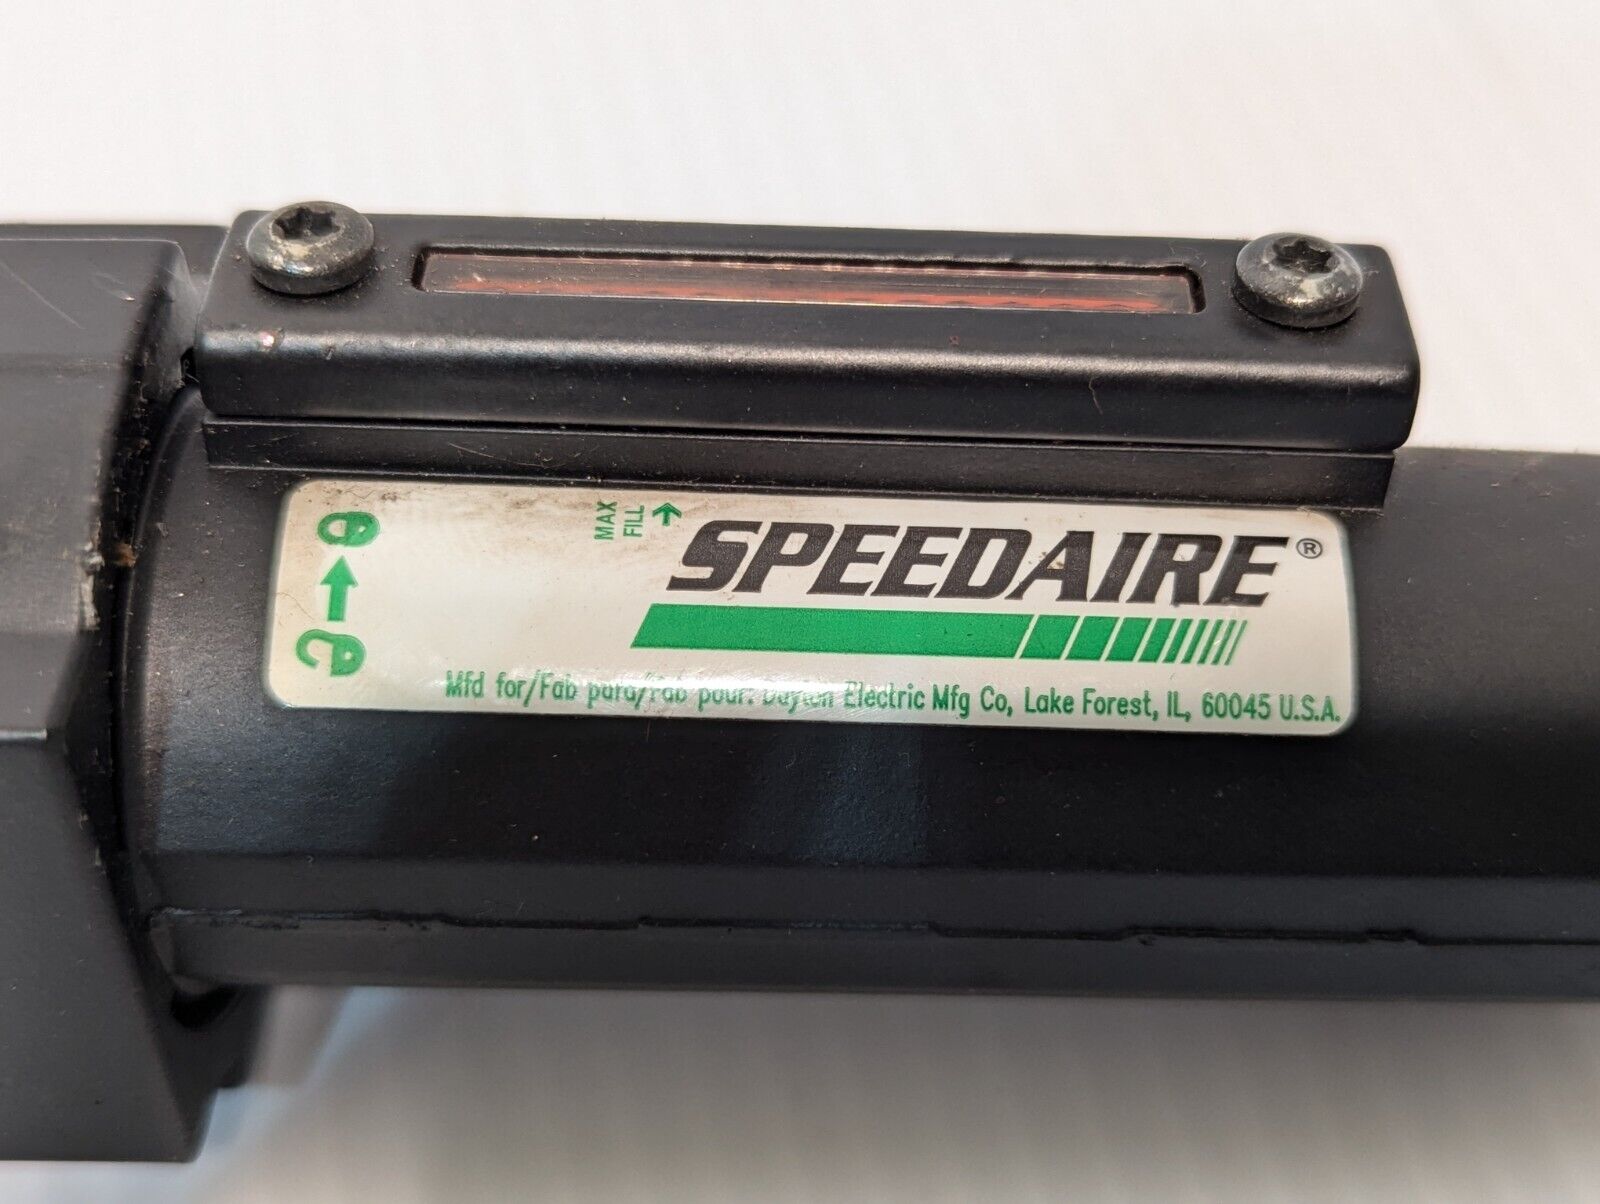 MAX
FILL
SPEEDAIRE®
Mfd for/Fab para/Fab pour: Dayton Electric Mfg Co, Lake Forest, IL, 60045 U.S.A.